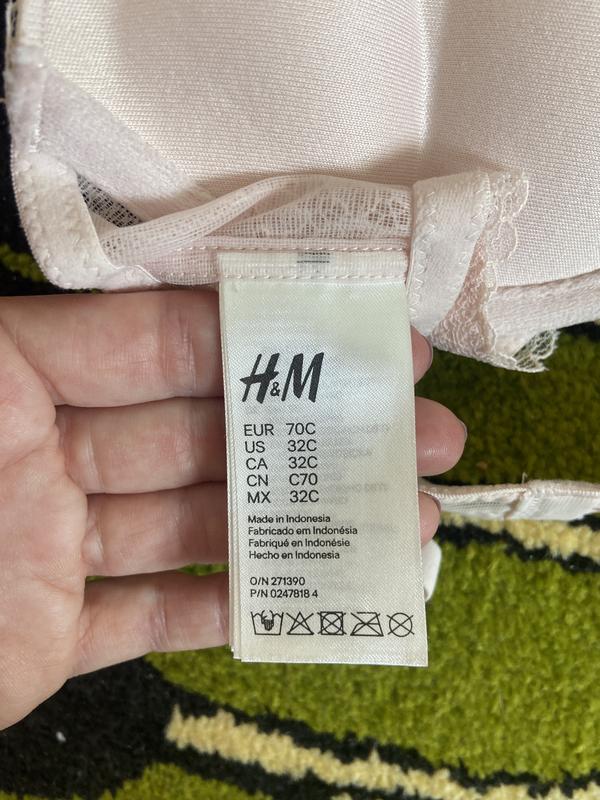 H&M
EUR 70C
US 32C
CA 32C
CN C70
MX 32C
Made in Indonesia
Fabricado em Indonésia
Fabriqué en Indonésie
Hecho en Indonesia
O/N 271390
P/N 0247818 4